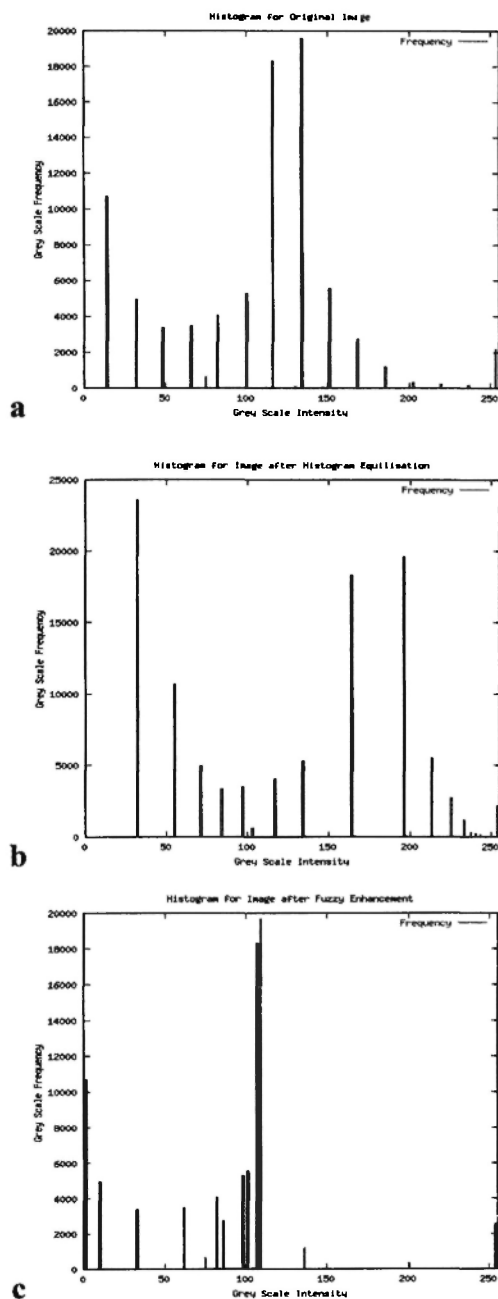 Histogram for Original Image
Frequency
20000
18000
16000
14000
12000
10000
8000
6000
4000
2000
0
Grey Scale Frequency
0 50 100 150 200 250
Grey Scale Intensity
a
Histogram for Image after Histogram Equilisation
Frequency
25000
20000
15000
10000
5000
0
Grey Scale Frequency
0 50 100 150 200 250
Grey Scale Intensity
b
Histogram for Image after Fuzzy Enhancement
Frequency
20000
18000
16000
14000
12000
10000
8000
6000
4000
2000
0
Grey Scale Frequency
0 50 100 150 200 250
Grey Scale Intensity
c